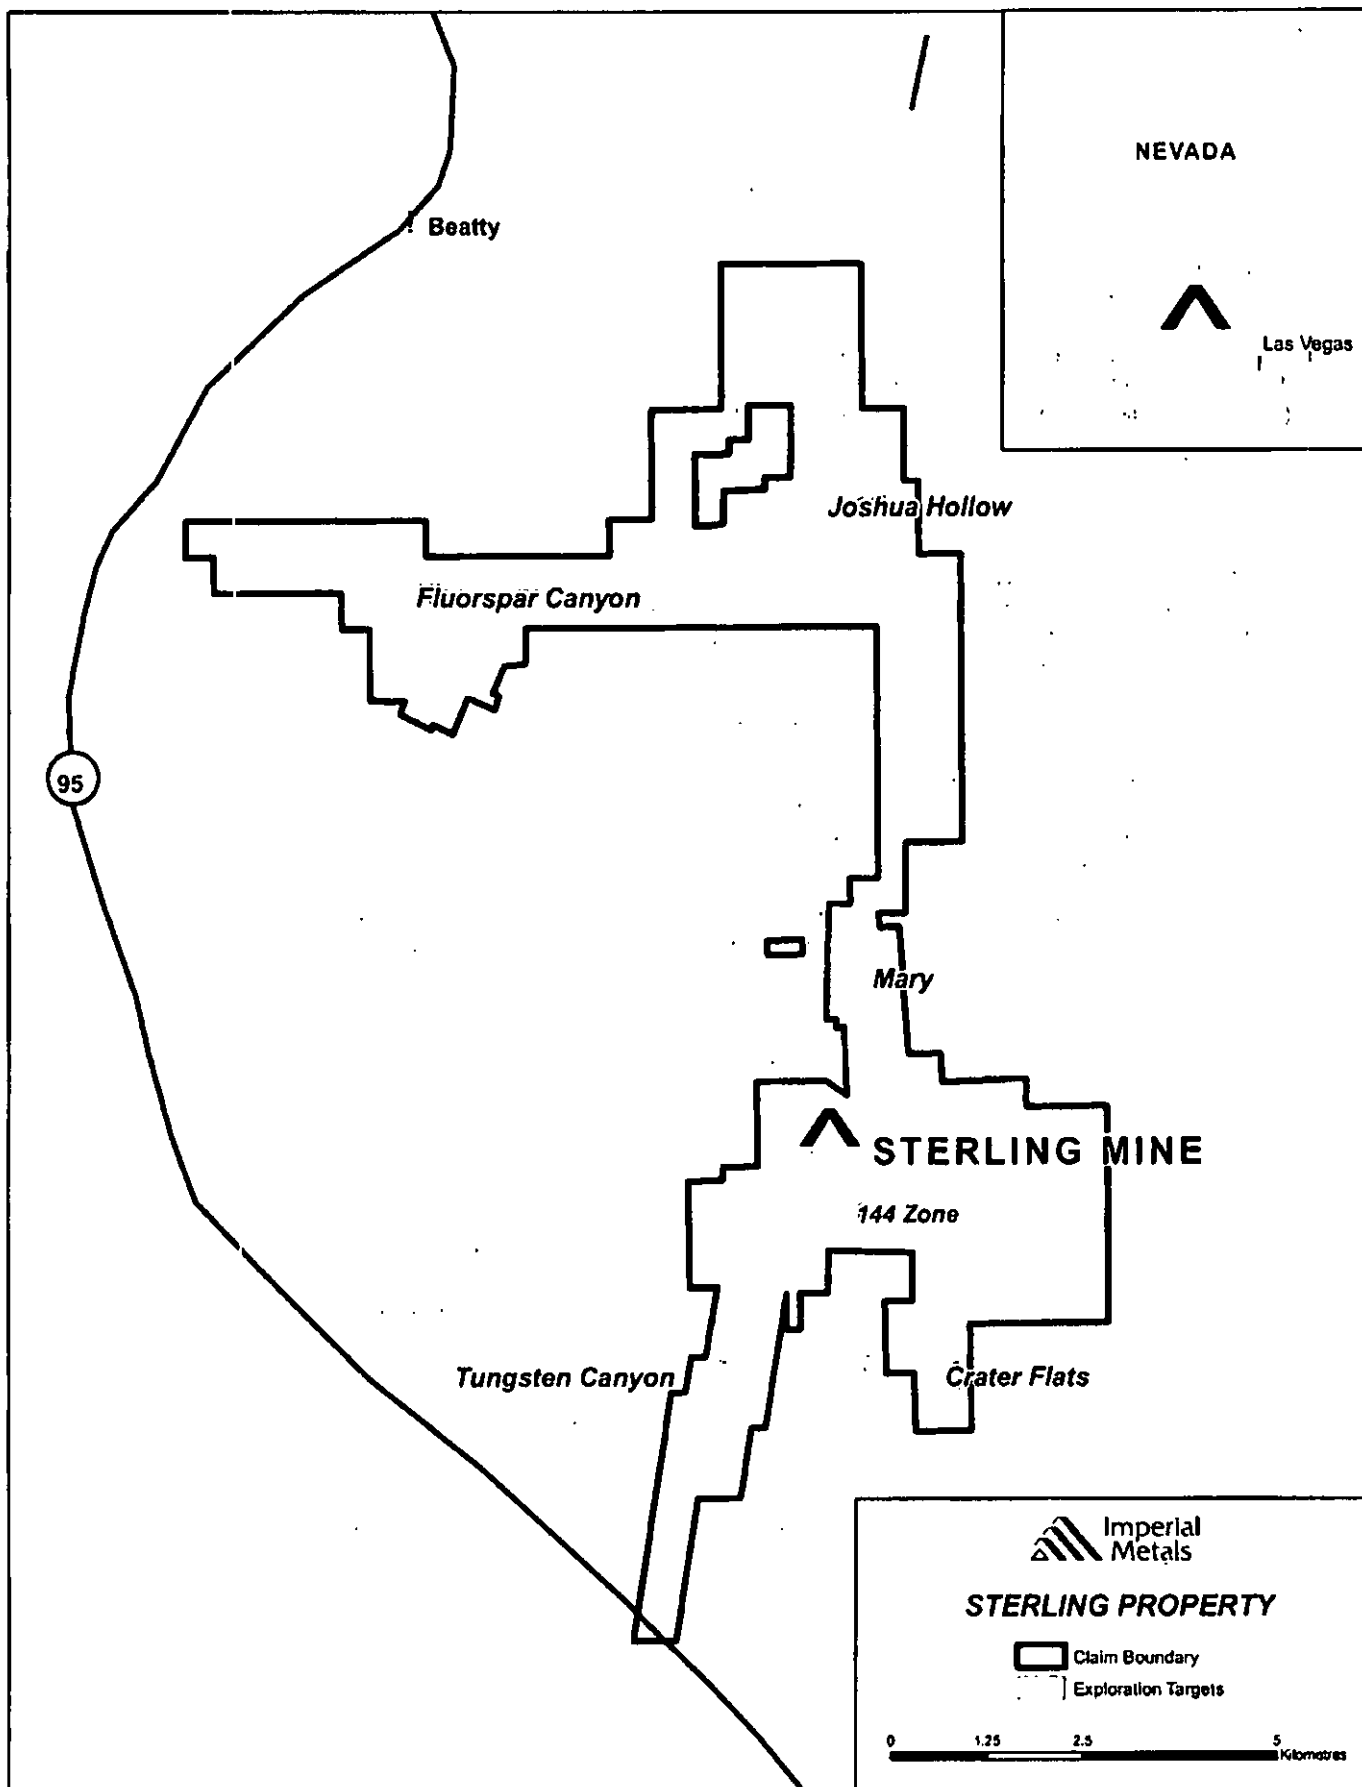 NEVADA
Beatty
Las Vegas
Joshua Hollow
Fluorspar Canyon
95
Mary
STERLING MINE
144 Zone
Tungsten Canyon
Crater Flats
Imperial
Metals
STERLING PROPERTY
Claim Boundary
Exploration Targets
0 1.25 2.5 5
Kilometres